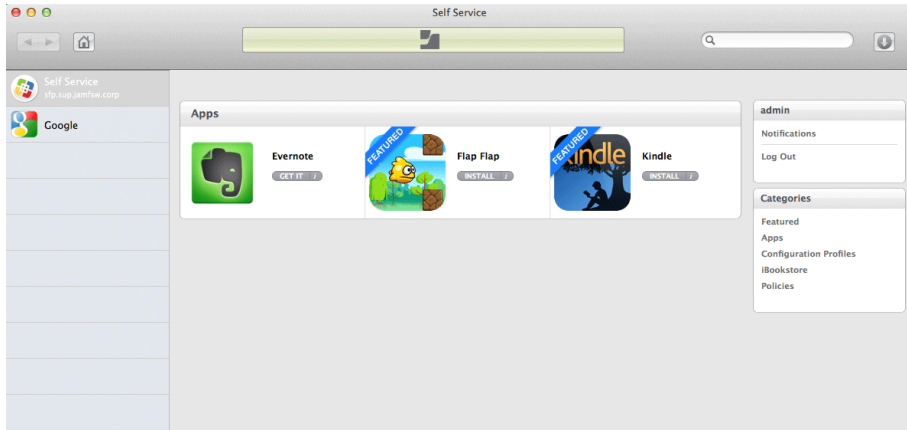 Self Service
Self Service
sfp.sup.jamfsw.corp
Google
Apps
Evernote
GET IT i
FEATURED
Flap Flap
INSTALL i
FEATURED
kindle
Kindle
INSTALL i
admin
Notifications
Log Out
Categories
Featured
Apps
Configuration Profiles
iBookstore
Policies